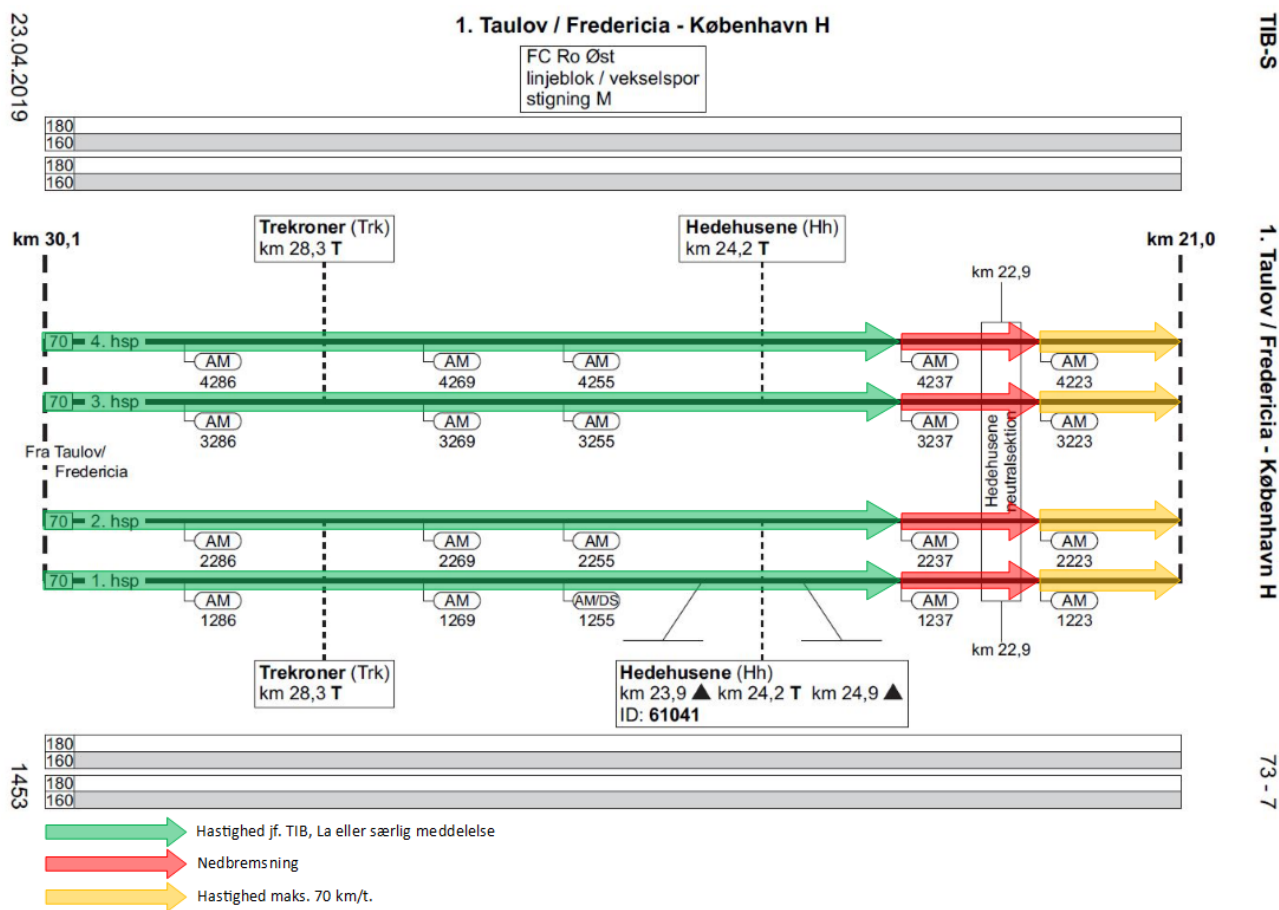 23.04.2019
1. Taulov / Fredericia - København H
TIB-S
FC Ro Øst
linjeblok / vekselspor
stigning M
180
160
180
160
Trekroner (Trk)
km 28,3 T
Hedehusene (Hh)
km 24,2 T
km 30,1
km 21,0
1. Taulov / Fredericia - København H
km 22,9
70 4. hsp
AM AM AM AM AM
4286 4269 4255 4237 4223
70 3. hsp
AM AM AM AM AM
3286 3269 3255 3237 3223
Fra Taulov/
Fredericia
Hedehusene
neutralsektion
70 2. hsp
AM AM AM AM AM
2286 2269 2255 2237 2223
70 1. hsp
AM AM AM/DS AM AM
1286 1269 1255 1237 1223
km 22,9
Trekroner (Trk)
km 28,3 T
Hedehusene (Hh)
km 23,9 ▲ km 24,2 T km 24,9 ▲
ID: 61041
180
160
180
160
1453
73 - 7
Hastighed jf. TIB, La eller særlig meddelelse
Nedbremsning
Hastighed maks. 70 km/t.